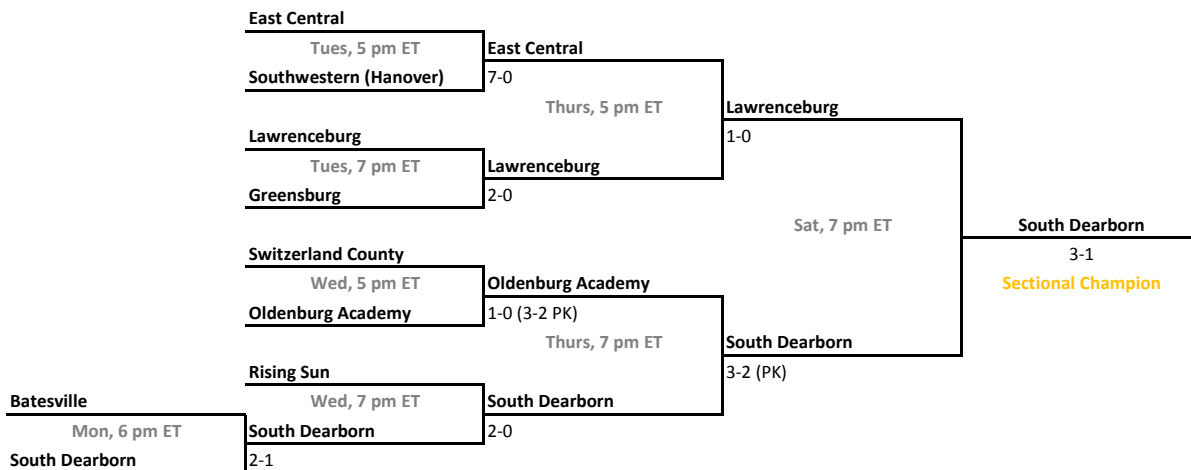 East Central
Tues, 5 pm ET
East Central
Southwestern (Hanover)
7-0
Thurs, 5 pm ET
Lawrenceburg
Lawrenceburg
1-0
Tues, 7 pm ET
Lawrenceburg
Greensburg
2-0
Sat, 7 pm ET
South Dearborn
Switzerland County
3-1
Wed, 5 pm ET
Oldenburg Academy
Sectional Champion
Oldenburg Academy
1-0 (3-2 PK)
Thurs, 7 pm ET
South Dearborn
Rising Sun
3-2 (PK)
Batesville
Wed, 7 pm ET
South Dearborn
Mon, 6 pm ET
South Dearborn
2-0
South Dearborn
2-1